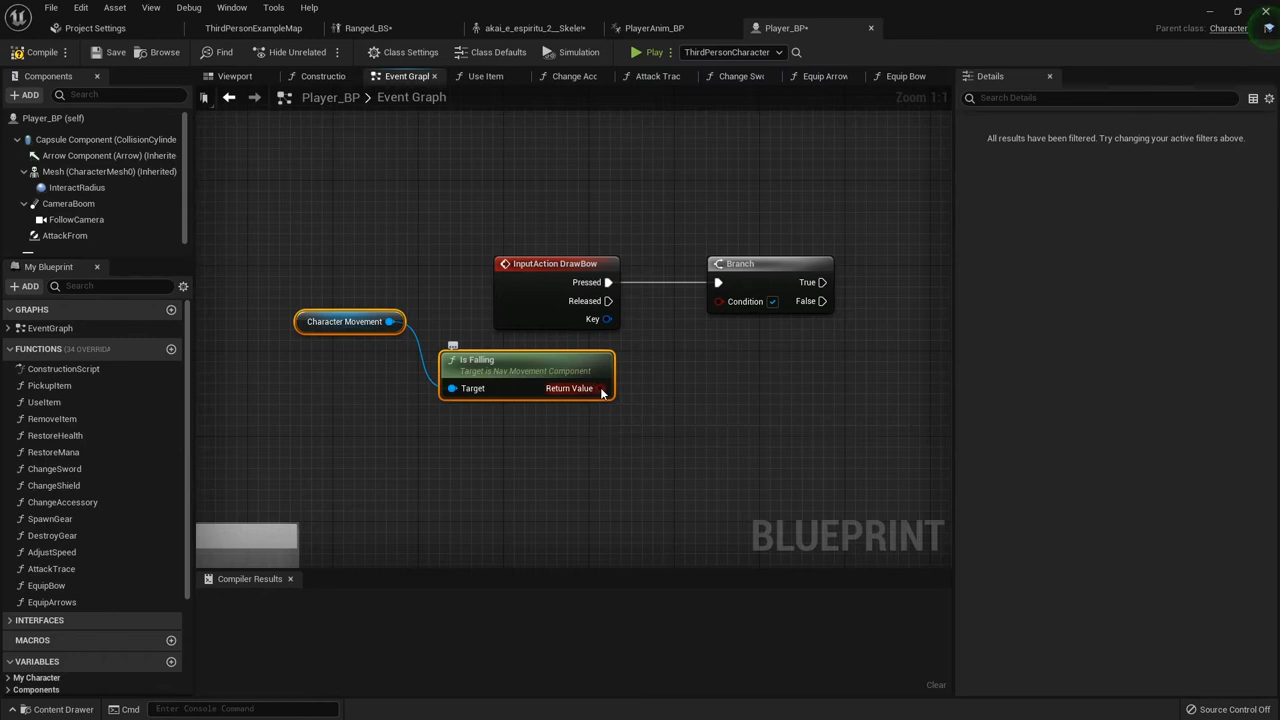 File Edit Asset View Debug Window Tools Help
Project Settings ThirdPersonExampleMap Ranged_BS* akai_e_espiritu_2__Skele!* PlayerAnim_BP Player_BP* Parent class: Character
Compile Save Browse Find Hide Unrelated Class Settings Class Defaults Simulation Play ThirdPersonCharacter
Components Viewport Constructio Event Grapl Use Item Change Acc Attack Trac Change Swo Equip Arrow Equip Bow Details
ADD Search Player_BP > Event Graph Zoom 1:1 Search Details
Player_BP (self)
All results have been filtered. Try changing your active filters above.
Capsule Component (CollisionCylinde
Arrow Component (Arrow) (Inherite
Mesh (CharacterMesh0) (Inherited)
InteractRadius
CameraBoom
FollowCamera
AttackFrom
My Blueprint
ADD Search
GRAPHS
EventGraph
FUNCTIONS (34 OVERRIDA
ConstructionScript
PickupItem
UseItem
RemoveItem
RestoreHealth
RestoreMana
ChangeSword
ChangeShield
ChangeAccessory
SpawnGear
DestroyGear
AdjustSpeed
AttackTrace
EquipBow
EquipArrows
INTERFACES
MACROS
VARIABLES
My Character
Components
InputAction DrawBow
Pressed
Released
Key
Branch
True
Condition False
Character Movement
Is Falling
Target is Nav Movement Component
Target Return Value
BLUEPRINT
Compiler Results
Clear
Content Drawer Cmd Enter Console Command Source Control Off